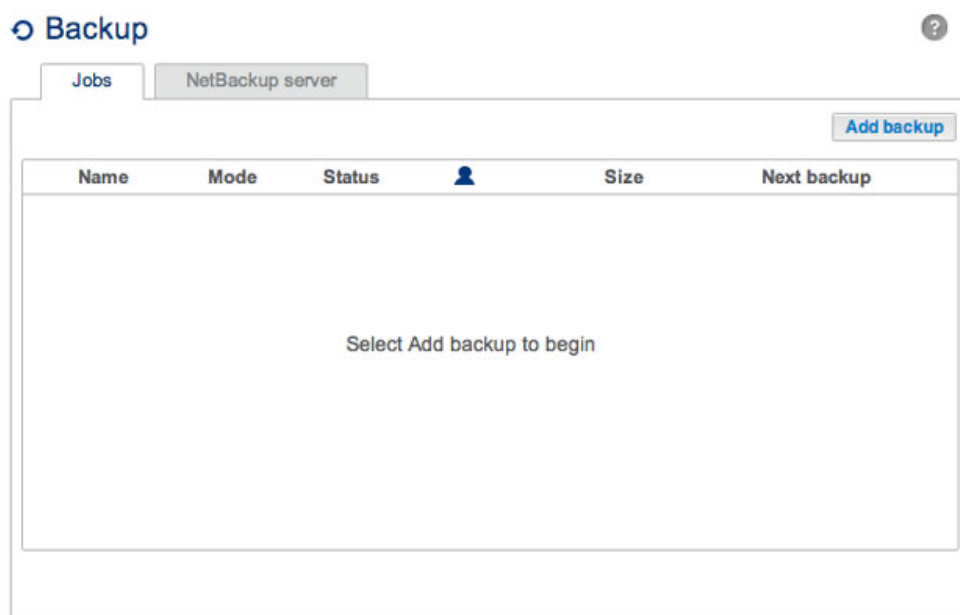 Backup
?
Jobs NetBackup server
Add backup
Name Mode Status Size Next backup
Select Add backup to begin